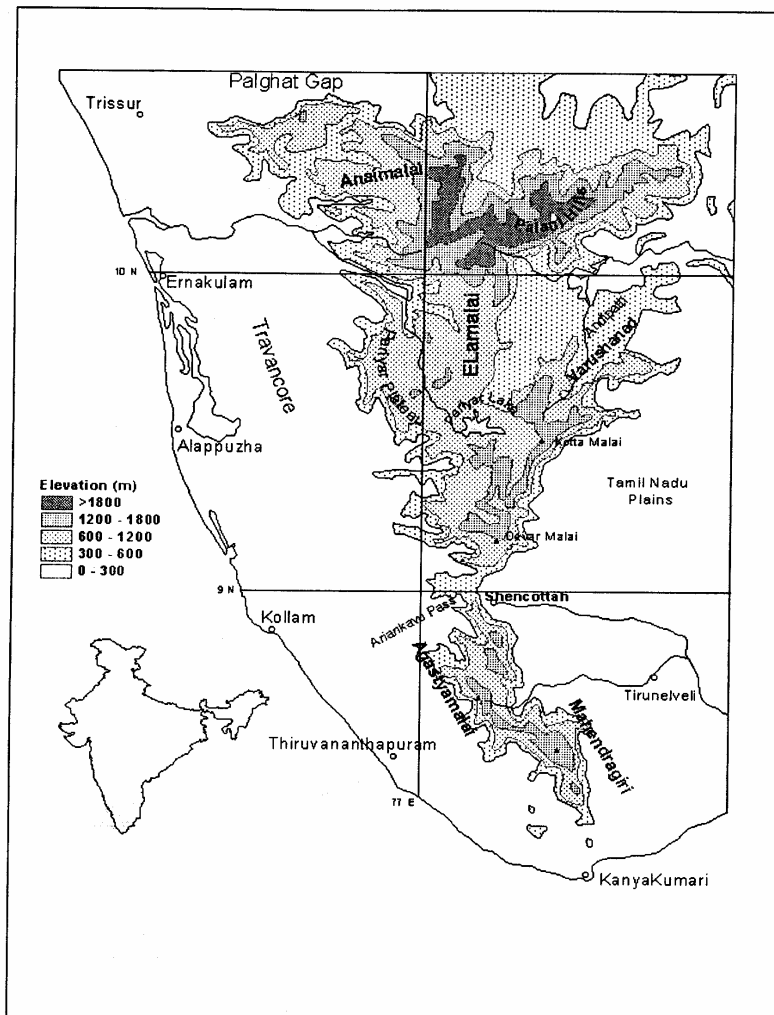 Palghat Gap
Trissur
Anaimalai
Palani Hills
10 N
Ernakulam
ELamalai
Andipatti
Varushanad
Travancore
Panyar Plateau
Periyar Lake
Alappuzha
Kotta Malai
Elevation (m)
>1800
1200 - 1800
600 - 1200
300 - 600
0 - 300
Tamil Nadu
Plains
Devar Malai
9 N
Shencottah
Kollam
Ariankavu Pass
Agastyamalai
Tirunelveli
Mahendragiri
Thiruvananthapuram
77 E
KanyaKumari